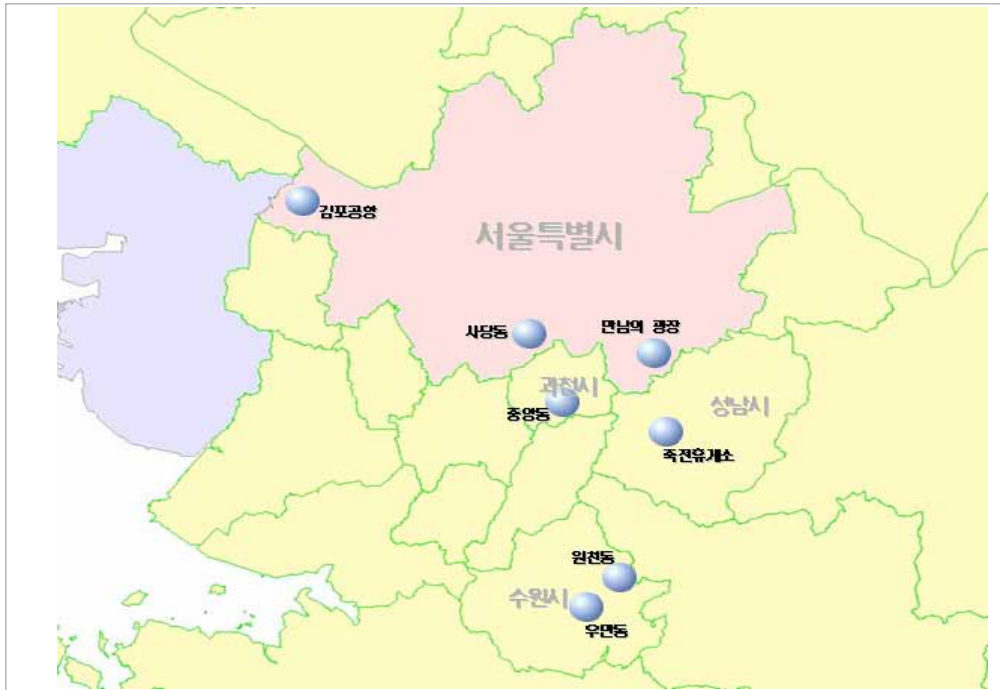 김포공항
서울특별시
사당동
만남의 광장
과천시
중앙동
성남시
죽전휴게소
원천동
수원시
우만동